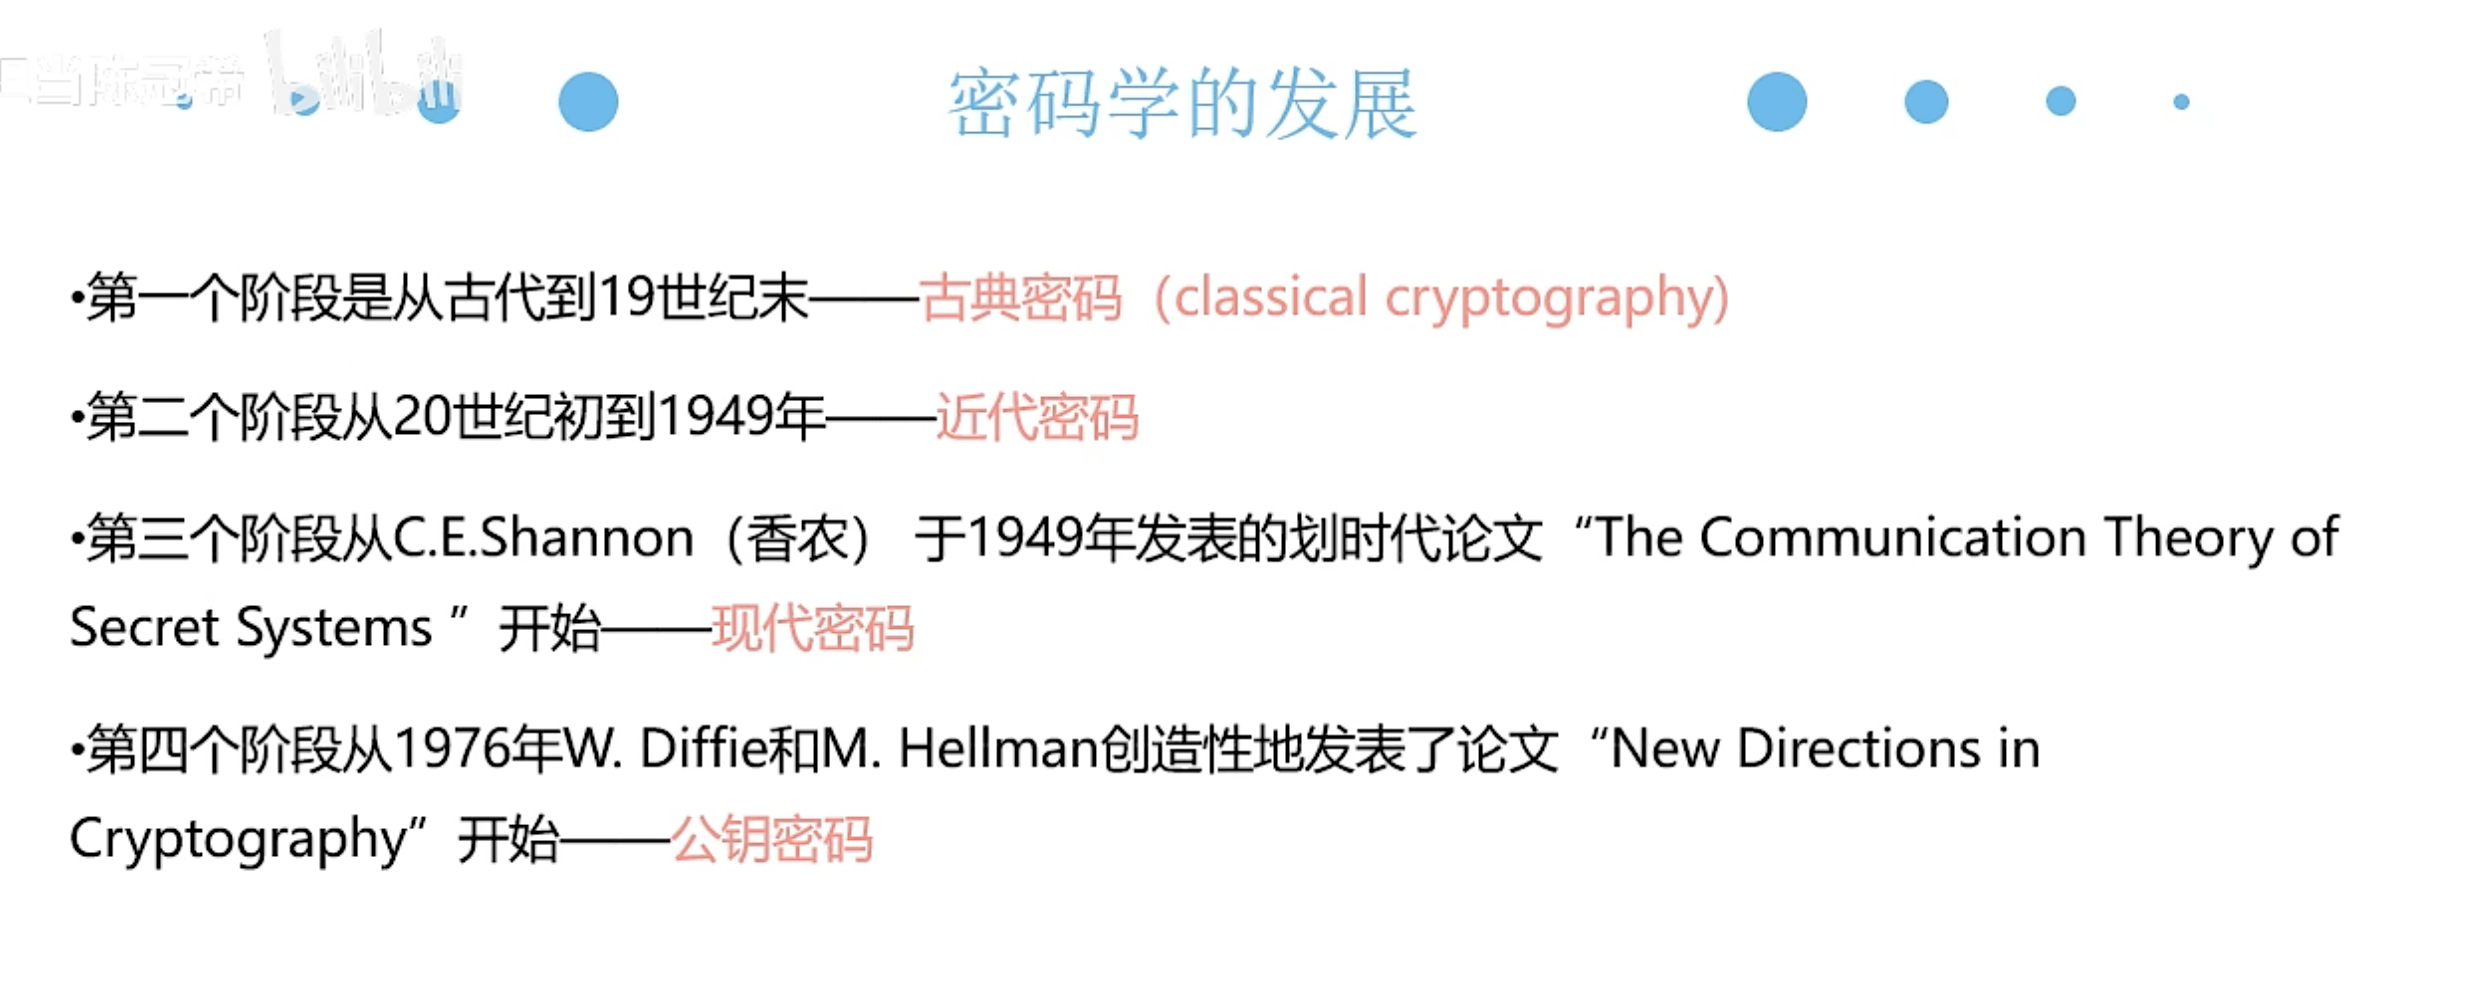 当陈冠希 bilibili
密码学的发展
•第一个阶段是从古代到19世纪末——古典密码（classical cryptography)
•第二个阶段从20世纪初到1949年——近代密码
•第三个阶段从C.E.Shannon（香农） 于1949年发表的划时代论文“The Communication Theory of
Secret Systems ”开始——现代密码
•第四个阶段从1976年W. Diffie和M. Hellman创造性地发表了论文“New Directions in
Cryptography”开始——公钥密码